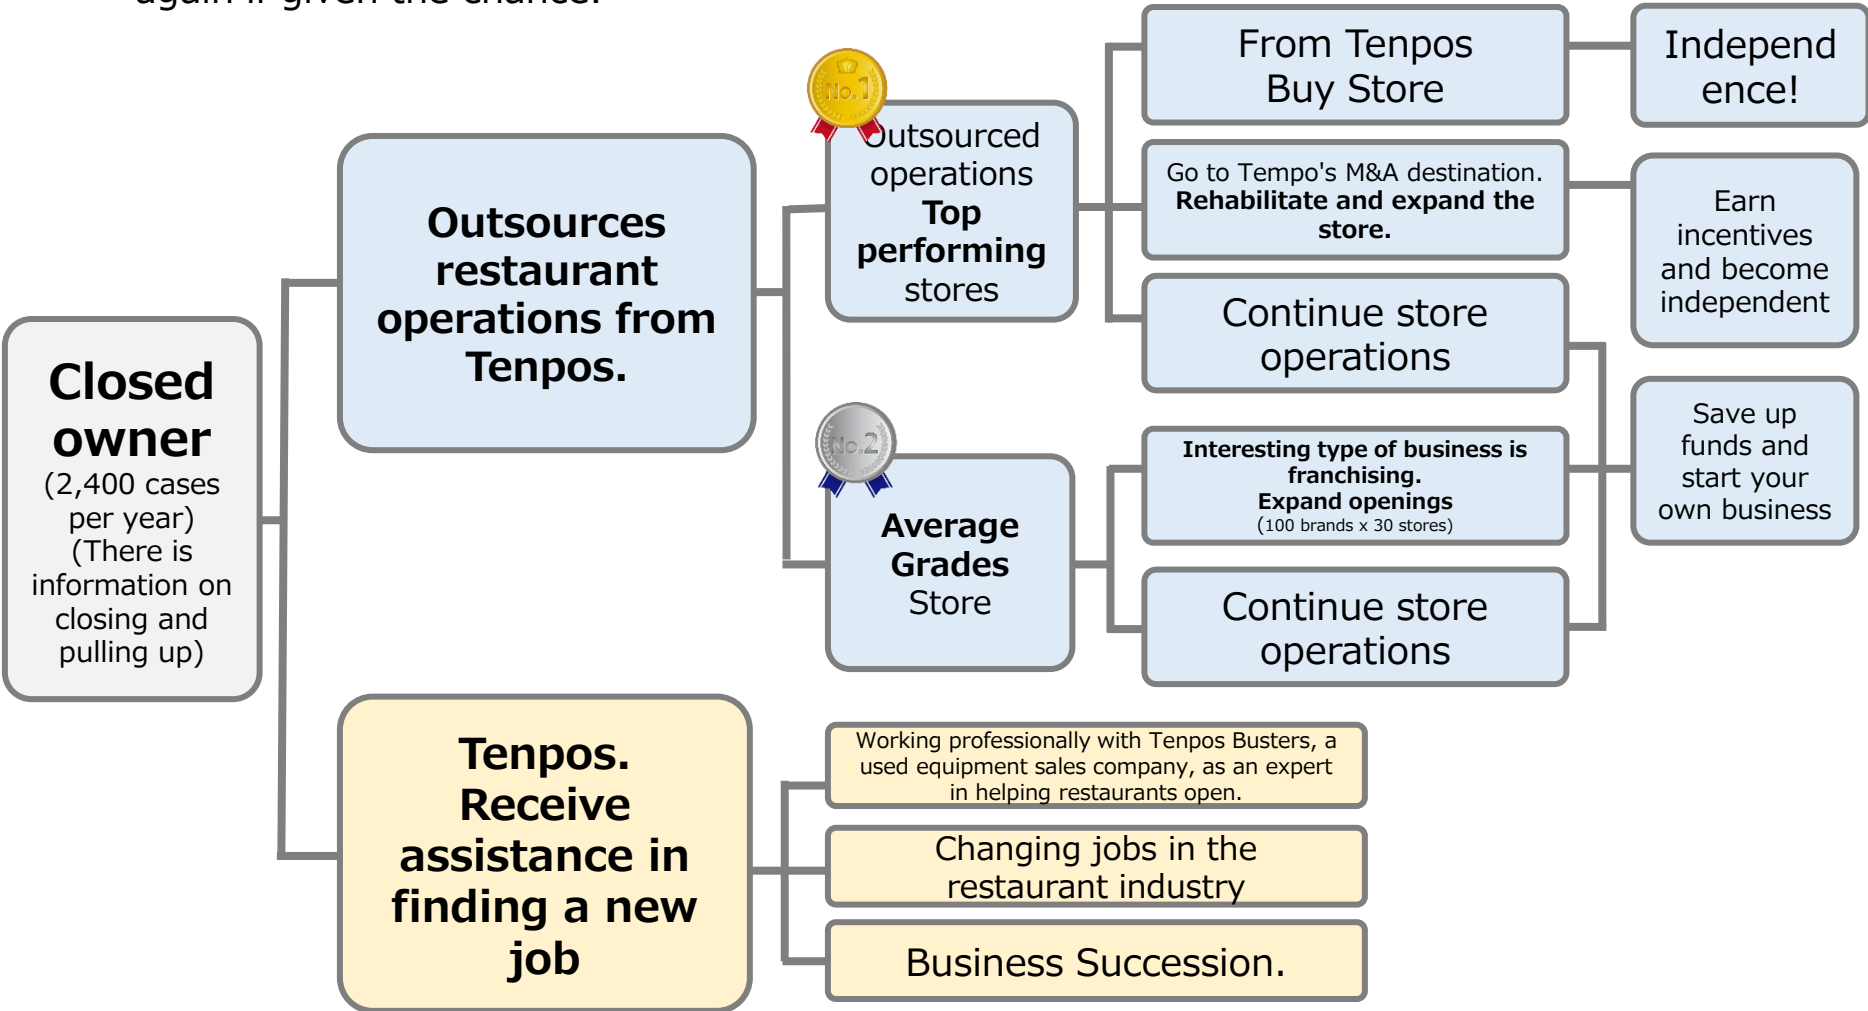 again if given the chance.
Closed
owner
(2,400 cases
per year)
(There is
information on
closing and
pulling up)
Outsources
restaurant
operations from
Tenpos.
No.1
Outsourced
operations
Top
performing
stores
From Tenpos
Buy Store
Independ
ence!
Go to Tempo's M&A destination.
Rehabilitate and expand the
store.
Earn
incentives
and become
independent
Continue store
operations
No.2
Average
Grades
Store
Interesting type of business is
franchising.
Expand openings
(100 brands x 30 stores)
Continue store
operations
Save up
funds and
start your
own business
Tenpos.
Receive
assistance in
finding a new
job
Working professionally with Tenpos Busters, a
used equipment sales company, as an expert
in helping restaurants open.
Changing jobs in the
restaurant industry
Business Succession.